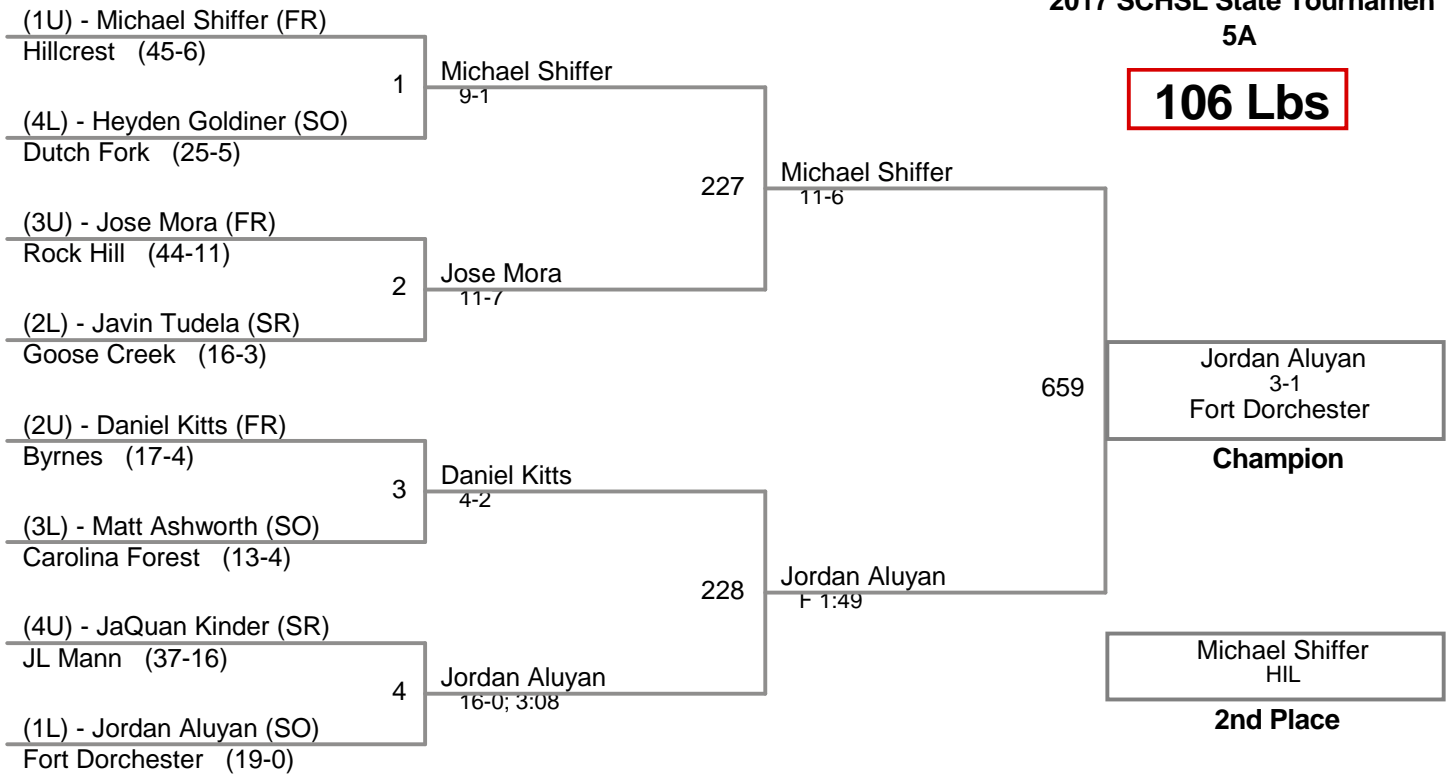 2017 SCHSL State Tournamen
5A
106 Lbs
(1U) - Michael Shiffer (FR)
Hillcrest (45-6)
1
Michael Shiffer
9-1
(4L) - Heyden Goldiner (SO)
Dutch Fork (25-5)
227
Michael Shiffer
11-6
(3U) - Jose Mora (FR)
Rock Hill (44-11)
2
Jose Mora
11-7
(2L) - Javin Tudela (SR)
Goose Creek (16-3)
659
Jordan Aluyan
3-1
Fort Dorchester
Champion
(2U) - Daniel Kitts (FR)
Byrnes (17-4)
3
Daniel Kitts
4-2
(3L) - Matt Ashworth (SO)
Carolina Forest (13-4)
228
Jordan Aluyan
F 1:49
(4U) - JaQuan Kinder (SR)
JL Mann (37-16)
4
Jordan Aluyan
16-0; 3:08
(1L) - Jordan Aluyan (SO)
Fort Dorchester (19-0)
Michael Shiffer
HIL
2nd Place